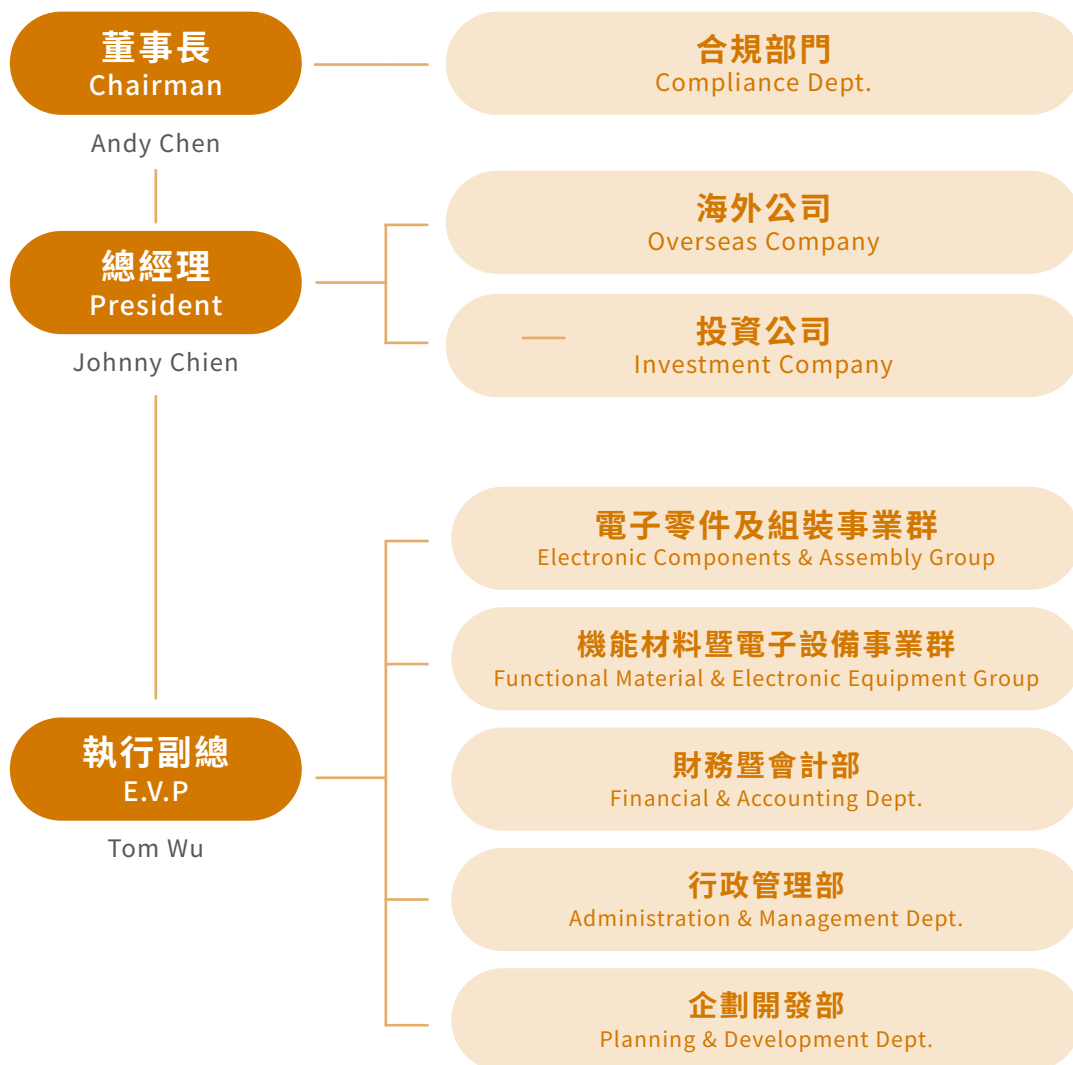 董事長
Chairman
Andy Chen
合規部門
Compliance Dept.
總經理
President
Johnny Chien
海外公司
Overseas Company
投資公司
Investment Company
執行副總
E.V.P
Tom Wu
電子零件及組裝事業群
Electronic Components & Assembly Group
機能材料暨電子設備事業群
Functional Material & Electronic Equipment Group
財務暨會計部
Financial & Accounting Dept.
行政管理部
Administration & Management Dept.
企劃開發部
Planning & Development Dept.